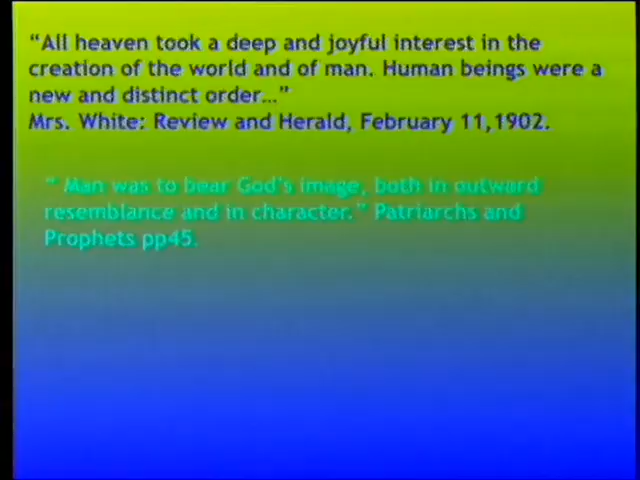 “All heaven took a deep and joyful interest in the
creation of the world and of man. Human beings were a
new and distinct order…”
Mrs. White: Review and Herald, February 11,1902.
“ Man was to bear God’s image, both in outward
resemblance and in character.” Patriarchs and
Prophets pp45.